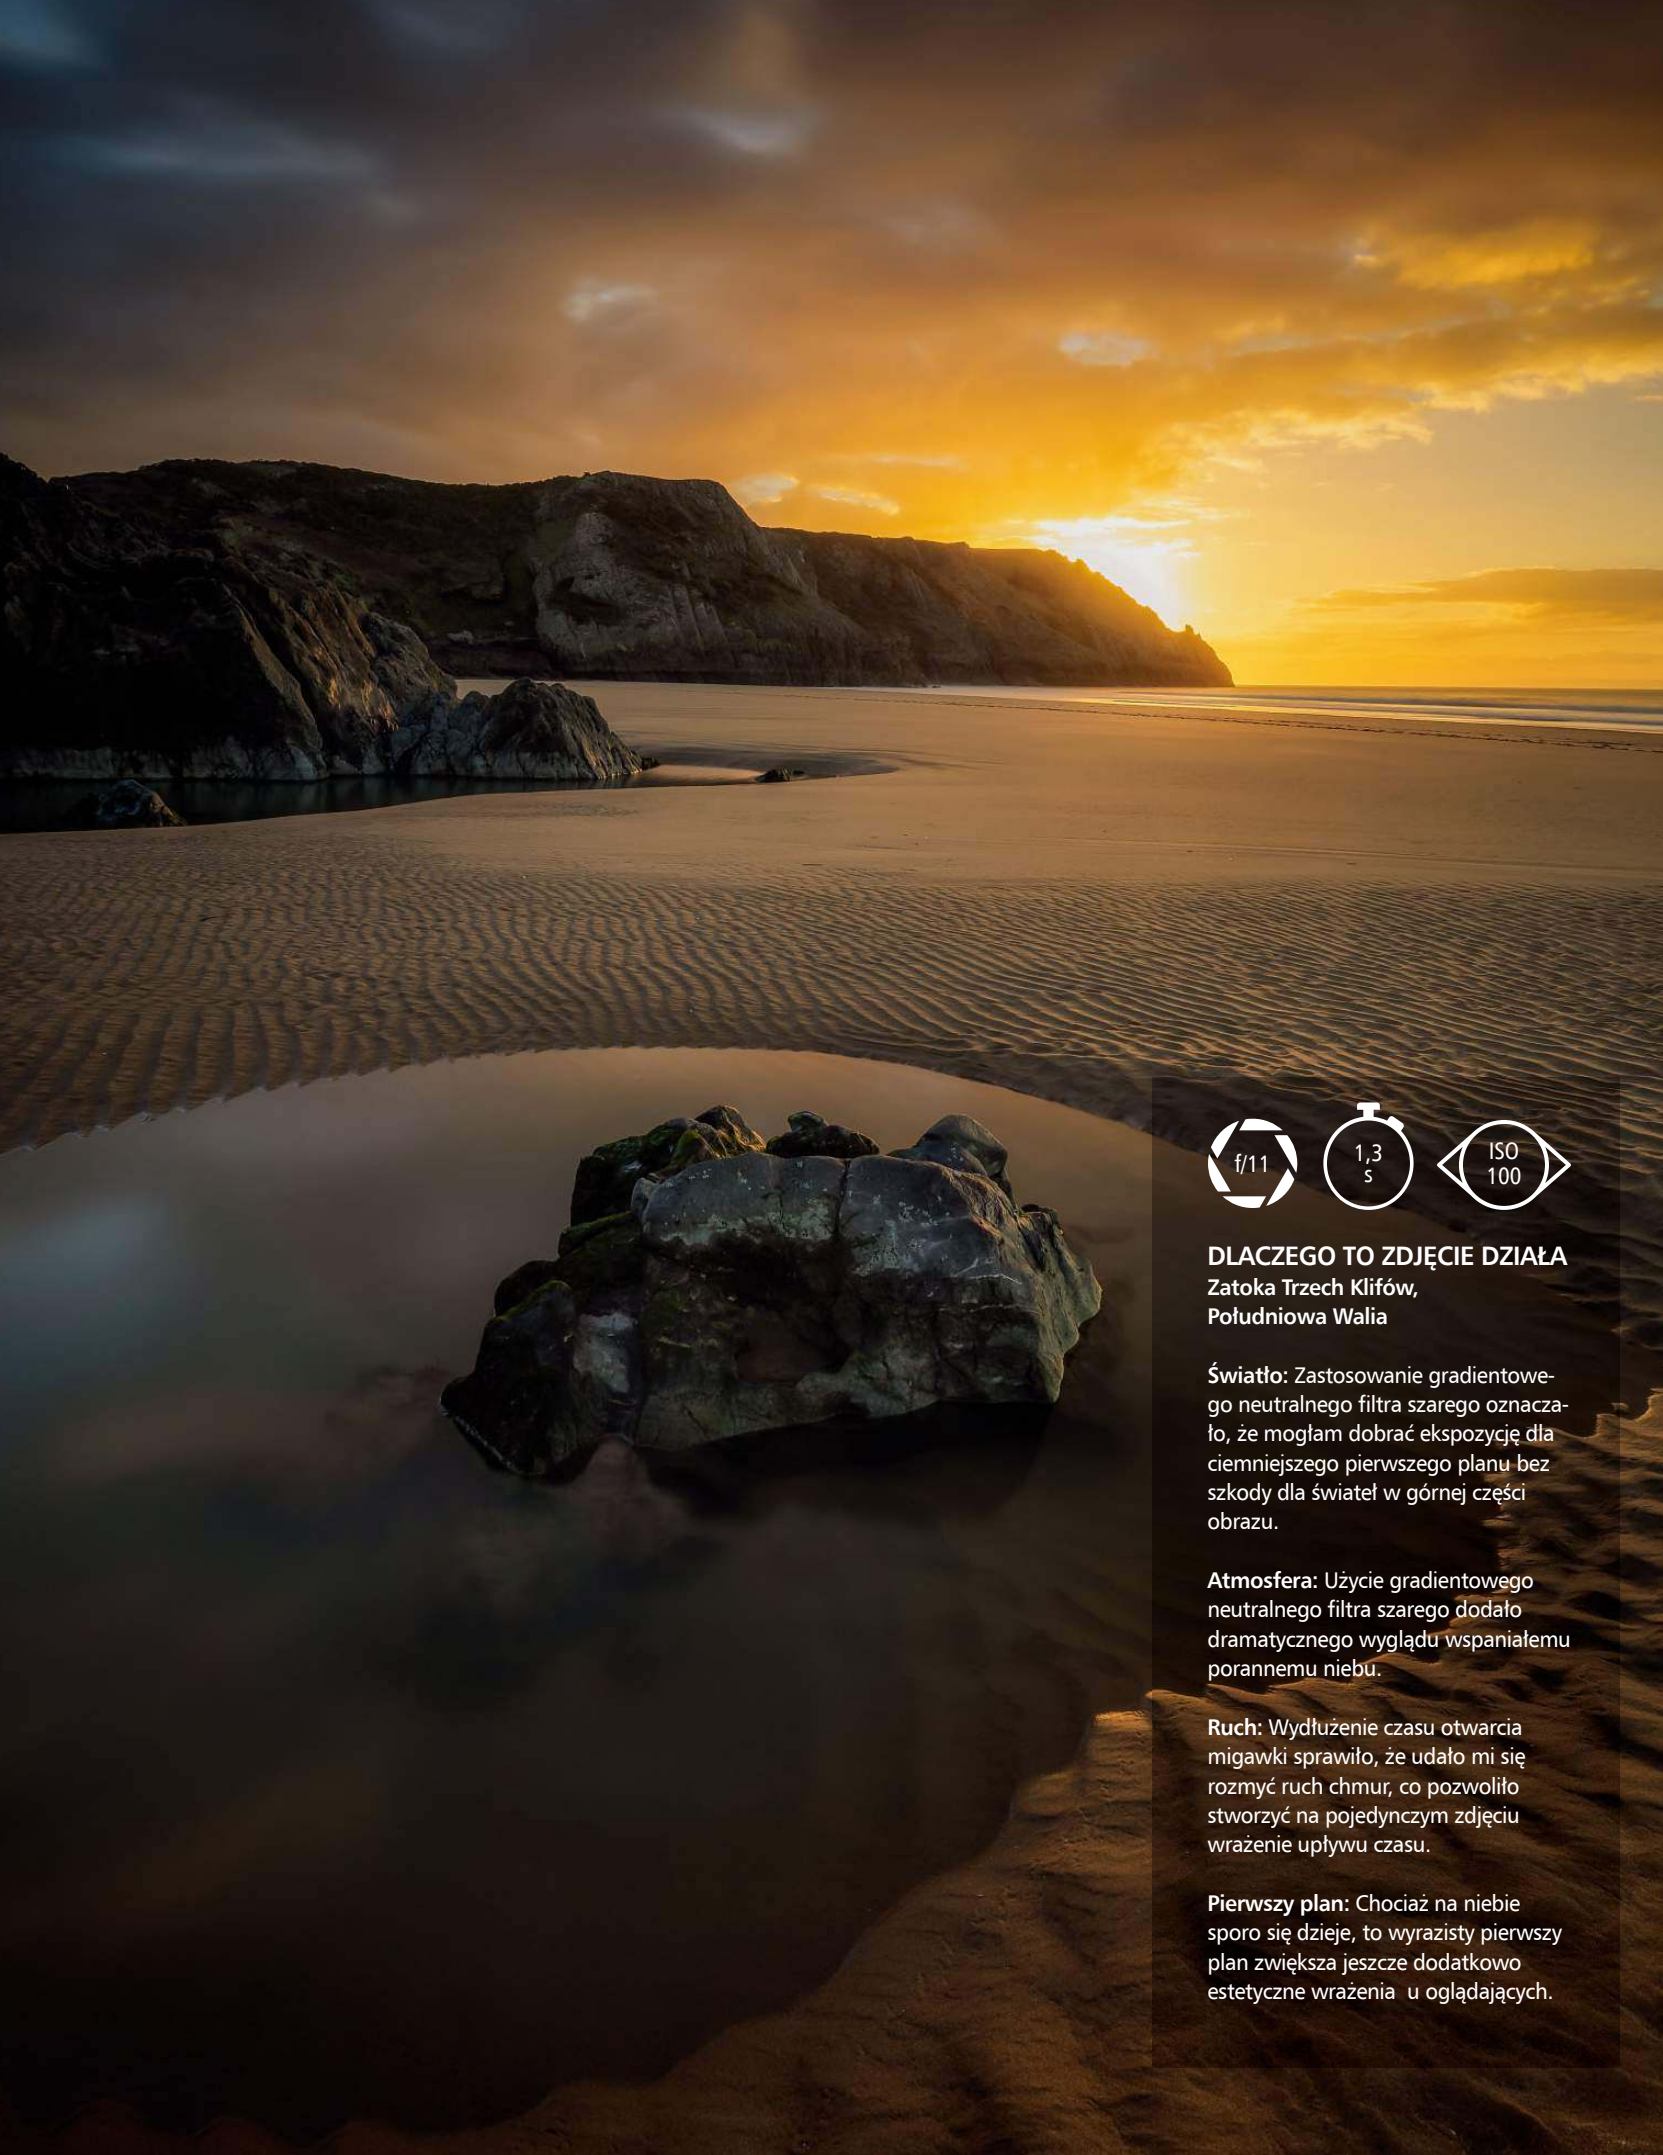 f/11
1,3
s
ISO
100
DLACZEGO TO ZDJĘCIE DZIAŁA
Zatoka Trzech Klifów,
Południowa Walia
Światło: Zastosowanie gradientowe-
go neutralnego filtra szarego oznacza-
ło, że mogłam dobrać ekspozycję dla
ciemniejszego pierwszego planu bez
szkody dla świateł w górnej części
obrazu.
Atmosfera: Użycie gradientowego
neutralnego filtra szarego dodało
dramatycznego wyglądu wspaniałemu
porannemu niebu.
Ruch: Wydłużenie czasu otwarcia
migawki sprawiło, że udało mi się
rozmyć ruch chmur, co pozwoliło
stworzyć na pojedynczym zdjęciu
wrażenie upływu czasu.
Pierwszy plan: Chociaż na niebie
sporo się dzieje, to wyrazisty pierwszy
plan zwiększa jeszcze dodatkowo
estetyczne wrażenia  u oglądających.